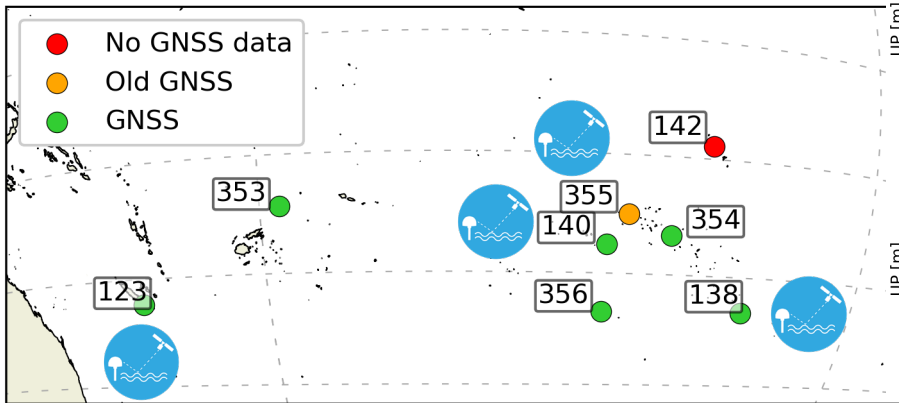 No GNSS data
Old GNSS
GNSS
UP [m]
142
353
355
354
140
UP [m]
123
356
138